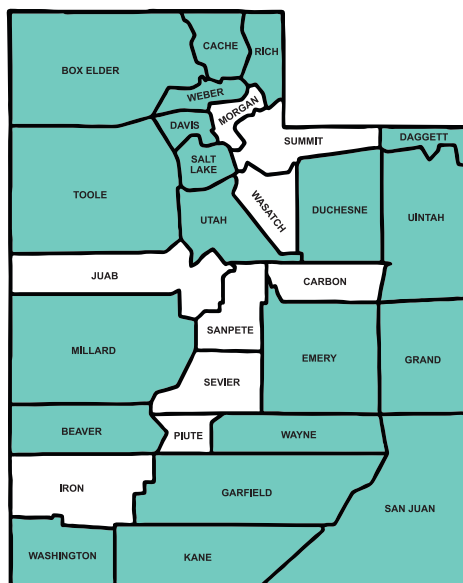 CACHE
RICH
BOX ELDER
WEBER
MORGAN
DAVIS
SUMMIT
DAGGETT
SALT
LAKE
TOOLE
WASATCH
DUCHESNE
UINTAH
UTAH
JUAB
CARBON
SANPETE
MILLARD
EMERY
GRAND
SEVIER
BEAVER
PIUTE
WAYNE
IRON
GARFIELD
SAN JUAN
WASHINGTON
KANE